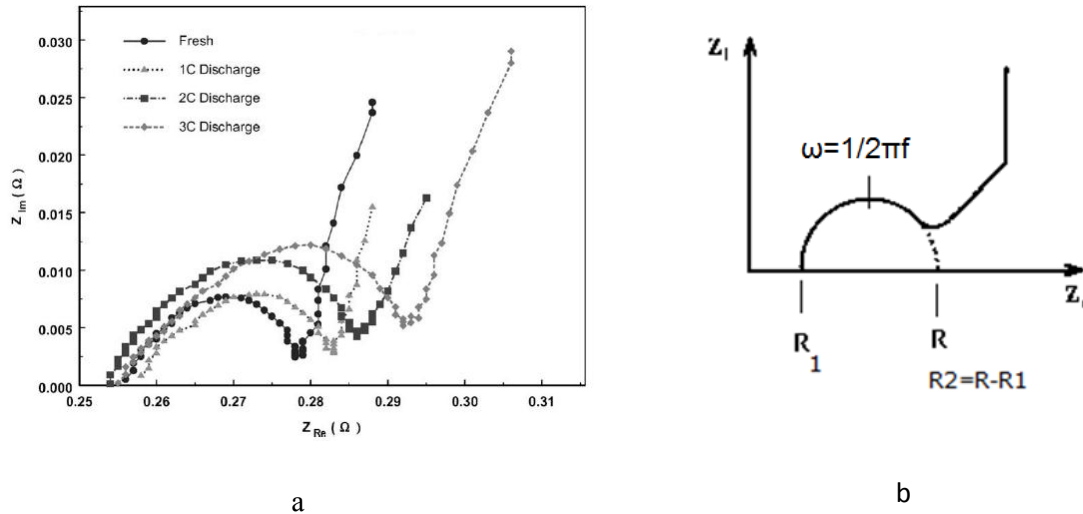 0.030
0.025
0.020
0.015
0.010
0.005
0.000
Z Im (Ω)
Fresh
1C Discharge
2C Discharge
3C Discharge
0.25 0.26 0.27 0.28 0.29 0.30 0.31
Z Re (Ω)
a
Z I
ω=1/2πf
R 1
R
R2=R-R1
b